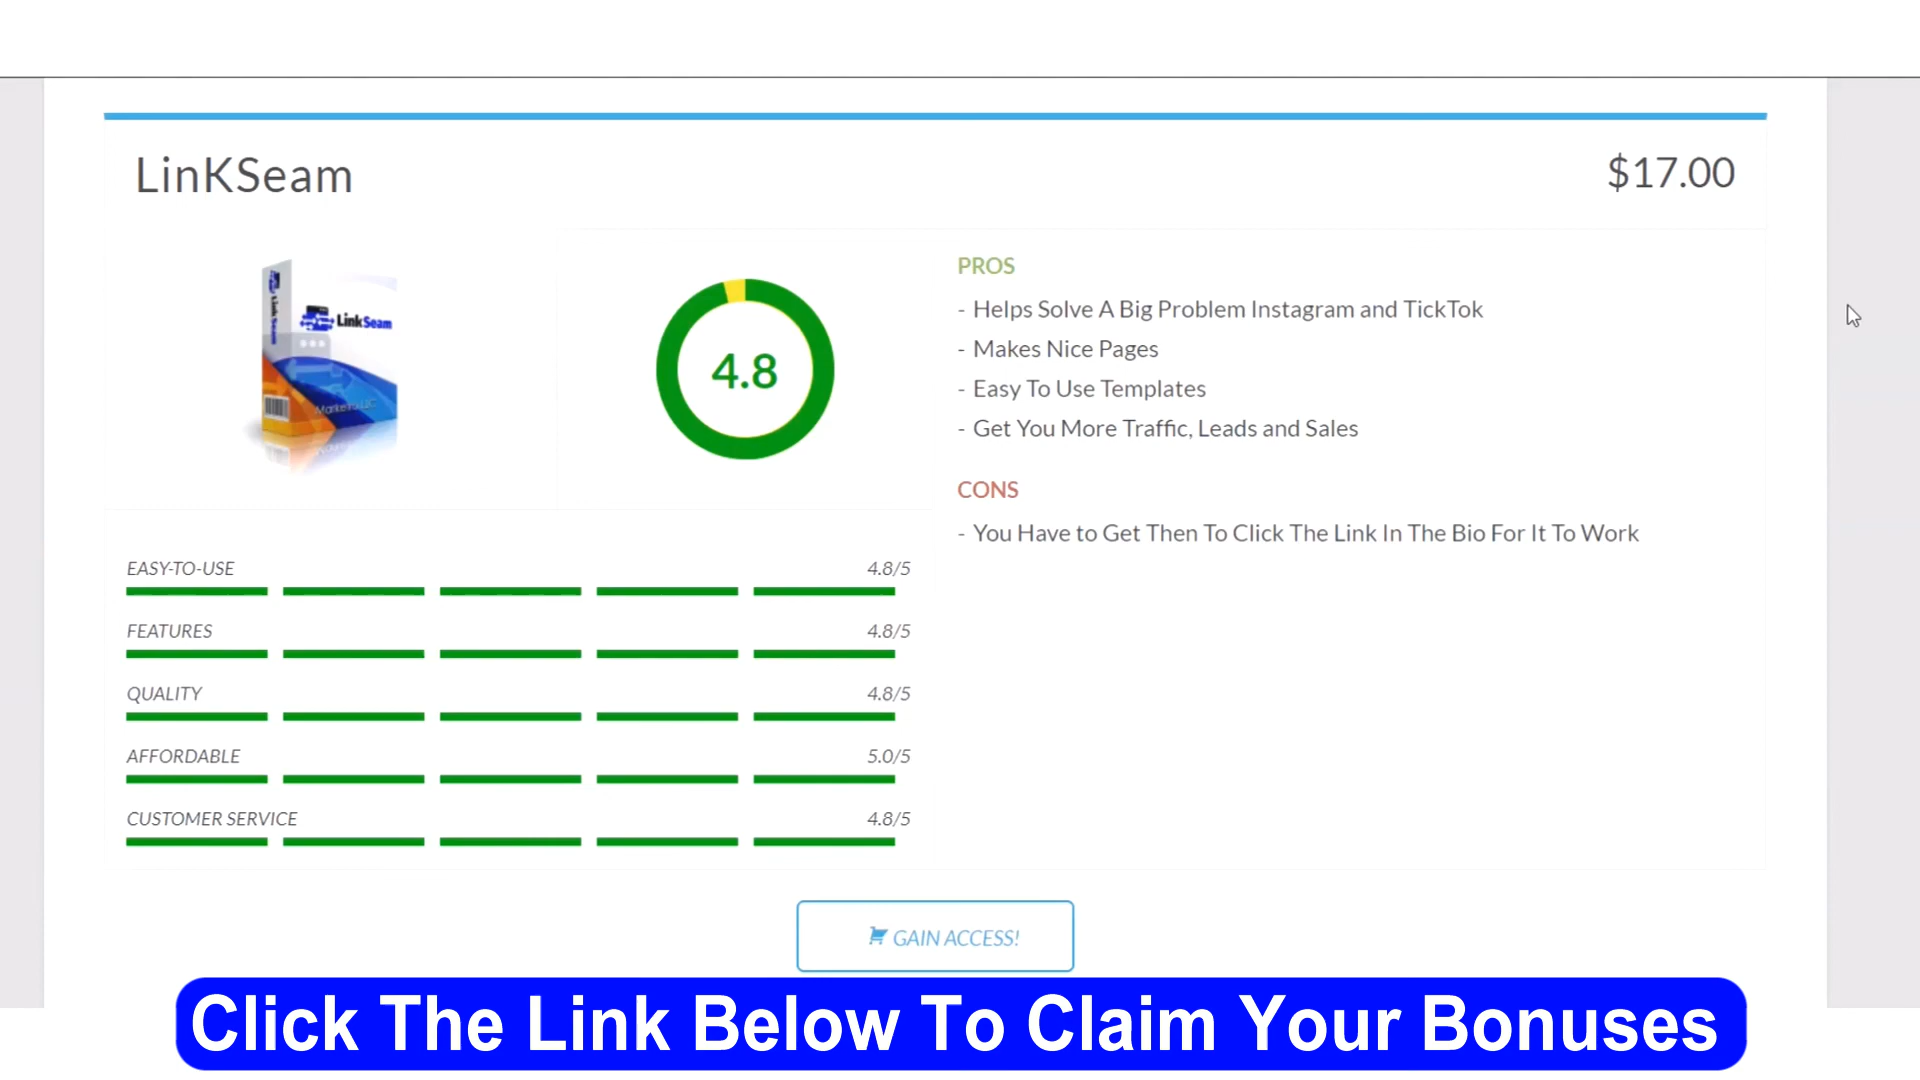 LinKSeam
$17.00
LinkSeam
LinkSeam
4.8
PROS
- Helps Solve A Big Problem Instagram and TickTok
- Makes Nice Pages
- Easy To Use Templates
- Get You More Traffic, Leads and Sales
CONS
- You Have to Get Then To Click The Link In The Bio For It To Work
EASY-TO-USE 4.8/5
FEATURES 4.8/5
QUALITY 4.8/5
AFFORDABLE 5.0/5
CUSTOMER SERVICE 4.8/5
GAIN ACCESS!
Click The Link Below To Claim Your Bonuses